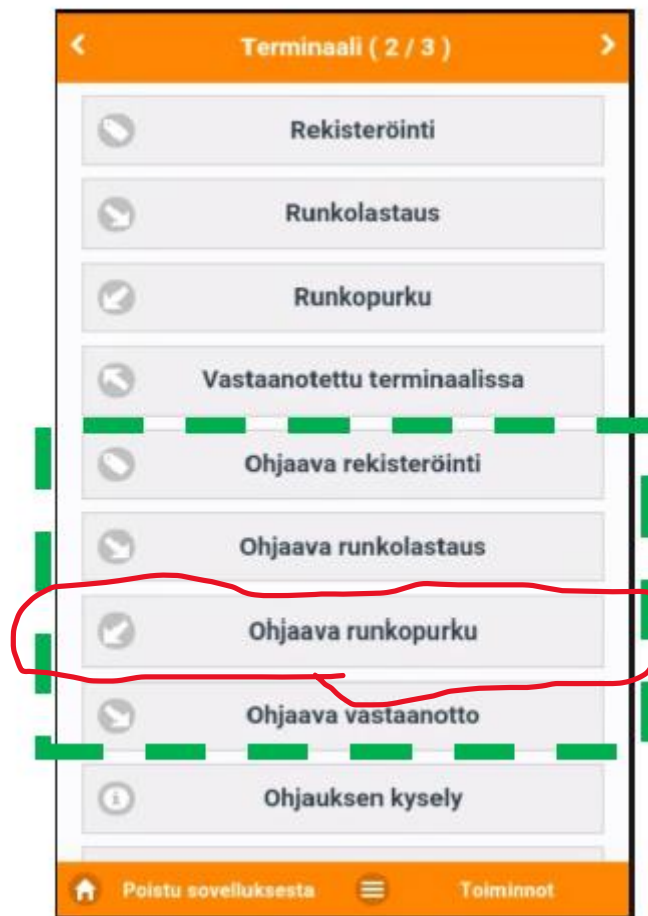 Terminaali ( 2 / 3 )
Rekisteröinti
Runkolastaus
Runkopurku
Vastaanotettu terminaalissa
Ohjaava rekisteröinti
Ohjaava runkolastaus
Ohjaava runkopurku
Ohjaava vastaanotto
Ohjauksen kysely
Poistu sovelluksesta Toiminnot